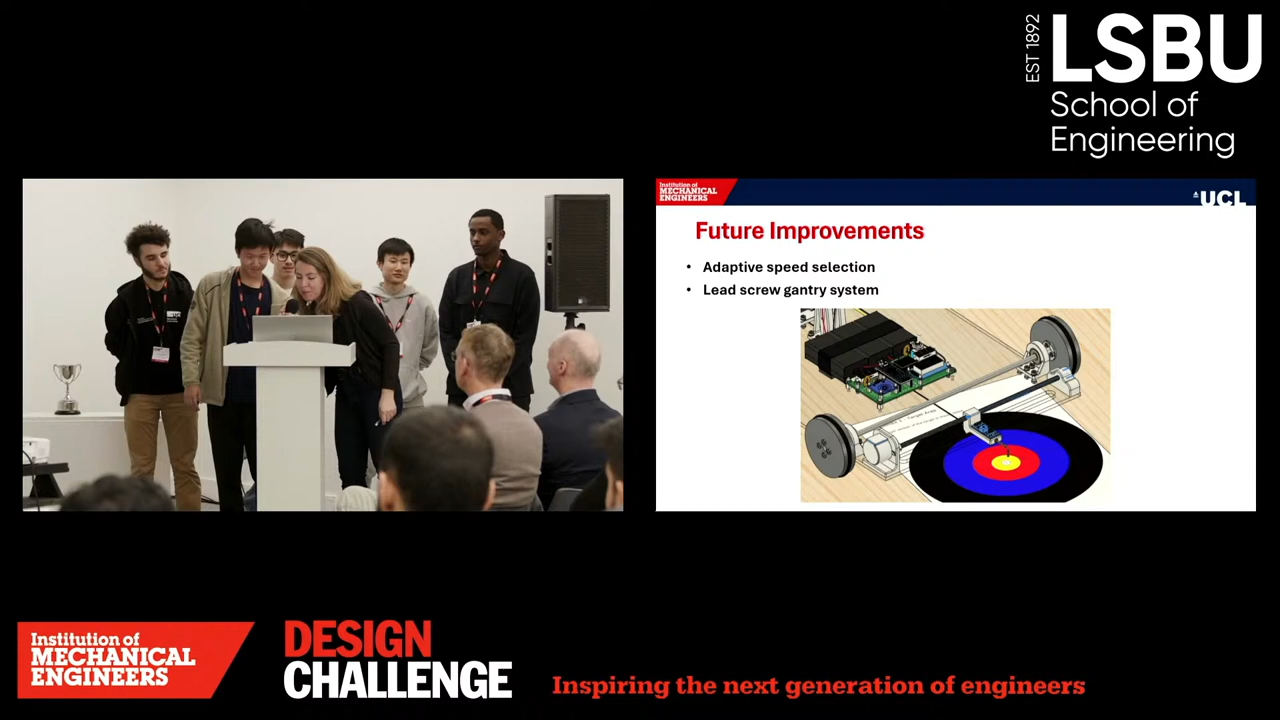 EST 1892
LSBU
School of
Engineering
Institution of
MECHANICAL
ENGINEERS
UCL
Future Improvements
• Adaptive speed selection
• Lead screw gantry system
Institution of
MECHANICAL
ENGINEERS
DESIGN
CHALLENGE
Inspiring the next generation of engineers